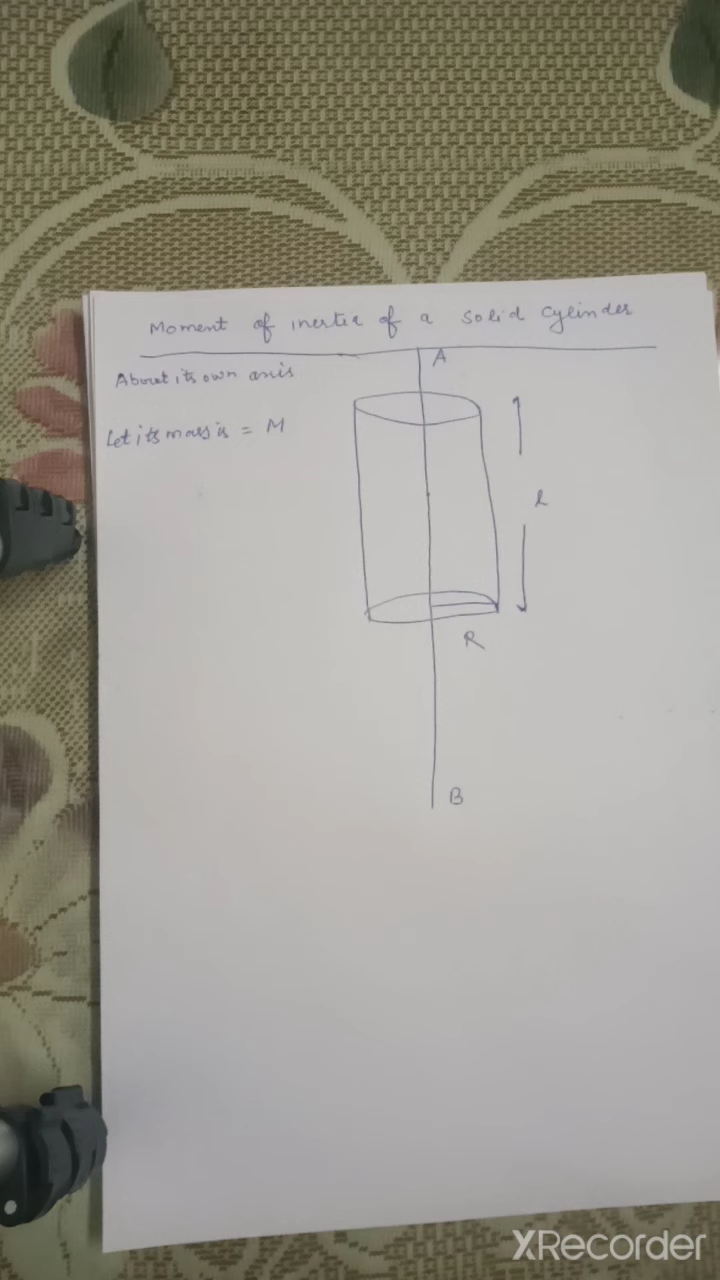 Moment of inertia of a solid cylinder
A
About its own axis
Let its mass is = M
l
R
B
XRecorder